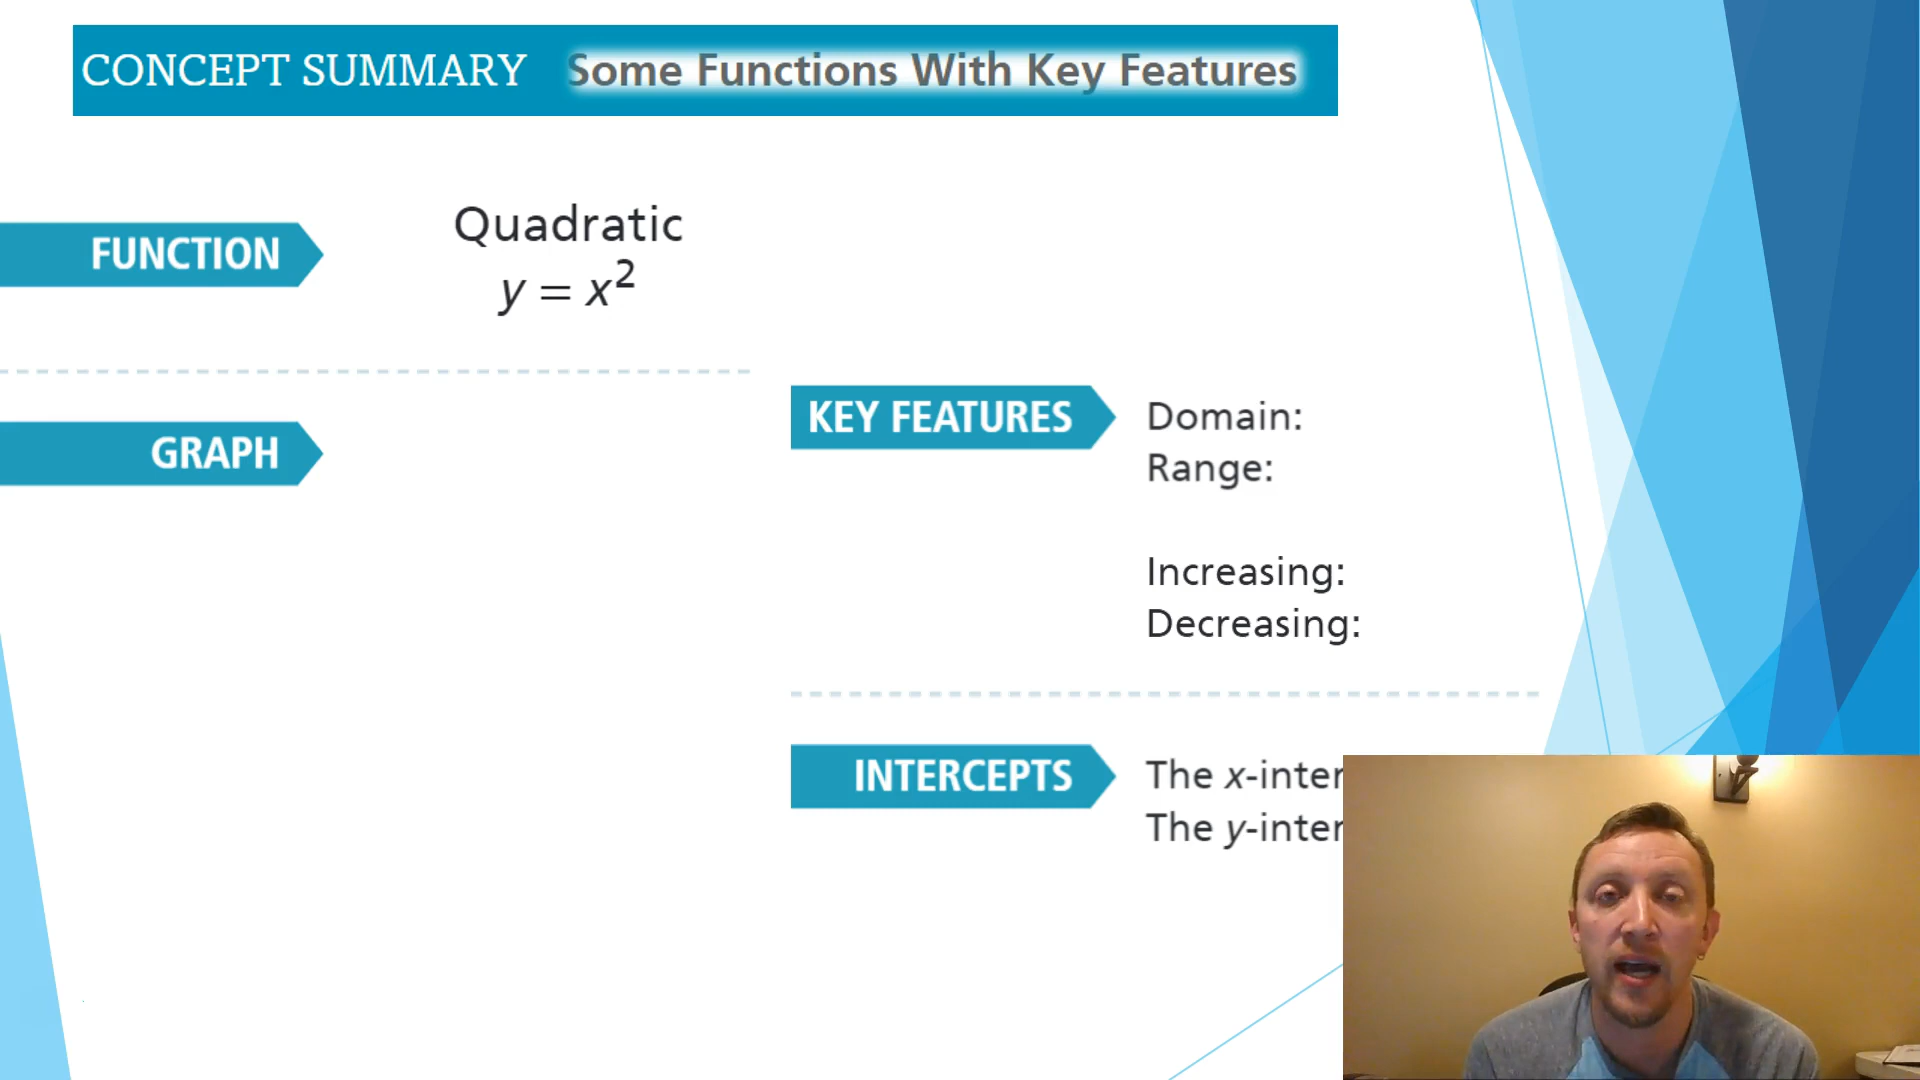 CONCEPT SUMMARY Some Functions With Key Features
FUNCTION
Quadratic
y = x²
GRAPH
KEY FEATURES
Domain:
Range:
Increasing:
Decreasing:
INTERCEPTS
The x-inter
The y-inter